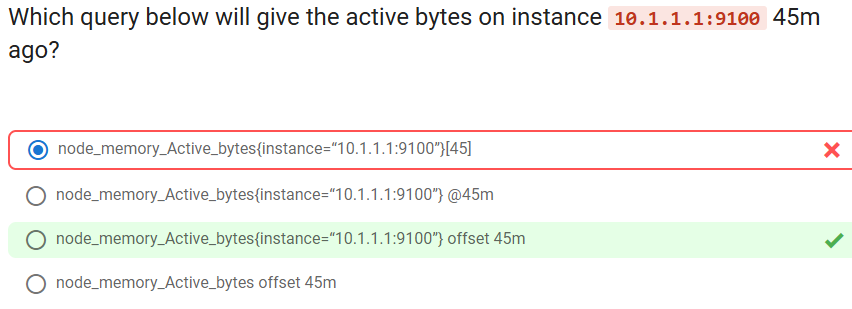 Which query below will give the active bytes on instance 10.1.1.1:9100 45m
ago?
node_memory_Active_bytes{instance=“10.1.1.1:9100”}[45]
node_memory_Active_bytes{instance=“10.1.1.1:9100”} @45m
node_memory_Active_bytes{instance=“10.1.1.1:9100”} offset 45m
node_memory_Active_bytes offset 45m